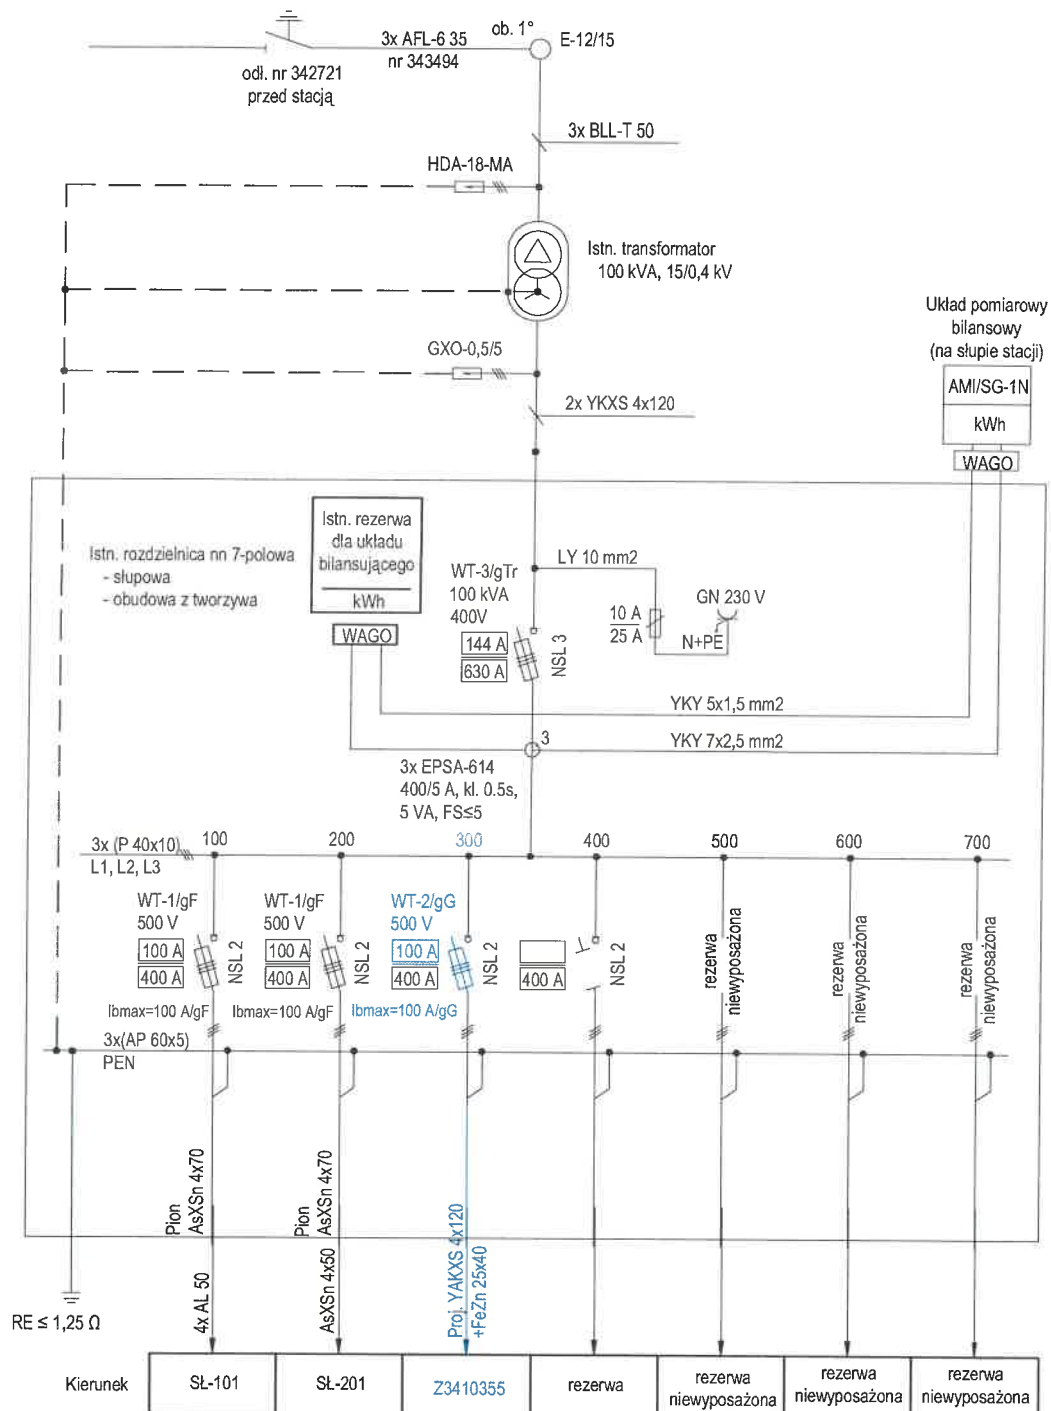 ob. 1°
3x AFL-6 35
nr 343494
E-12/15
odł. nr 342721
przed stacją
3x BLL-T 50
HDA-18-MA
Istn. transformator
100 kVA, 15/0,4 kV
Układ pomiarowy
bilansowy
(na słupie stacji)
AMI/SG-1N
kWh
WAGO
GXO-0,5/5
2x YKXS 4x120
Istn. rozdzielnica nn 7-polowa
- słupowa
- obudowa z tworzywa
Istn. rezerwa
dla układu
bilansującego
kWh
WAGO
LY 10 mm2
WT-3/gTr
100 kVA
400V
144 A
630 A
NSL 3
10 A
25 A
GN 230 V
N+PE
YKY 5x1,5 mm2
YKY 7x2,5 mm2
3
3x EPSA-614
400/5 A, kl. 0.5s,
5 VA, FS≤5
3x (P 40x10)
L1, L2, L3
100
200
300
400
500
600
700
WT-1/gF
500 V
100 A
400 A
NSL 2
Ibmax=100 A/gF
WT-1/gF
500 V
100 A
400 A
NSL 2
Ibmax=100 A/gF
WT-2/gG
500 V
100 A
400 A
NSL 2
Ibmax=100 A/gG
400 A
NSL 2
rezerwa
niewyposażona
rezerwa
niewyposażona
rezerwa
niewyposażona
3x(AP 60x5)
PEN
Pion
AsXSn 4x70
4x AL 50
Pion
AsXSn 4x70
AsXSn 4x50
Proj. YAKXS 4x120
+FeZn 25x40
RE ≤ 1,25 Ω
Kierunek
SŁ-101
SŁ-201
Z3410355
rezerwa
rezerwa
niewyposażona
rezerwa
niewyposażona
rezerwa
niewyposażona